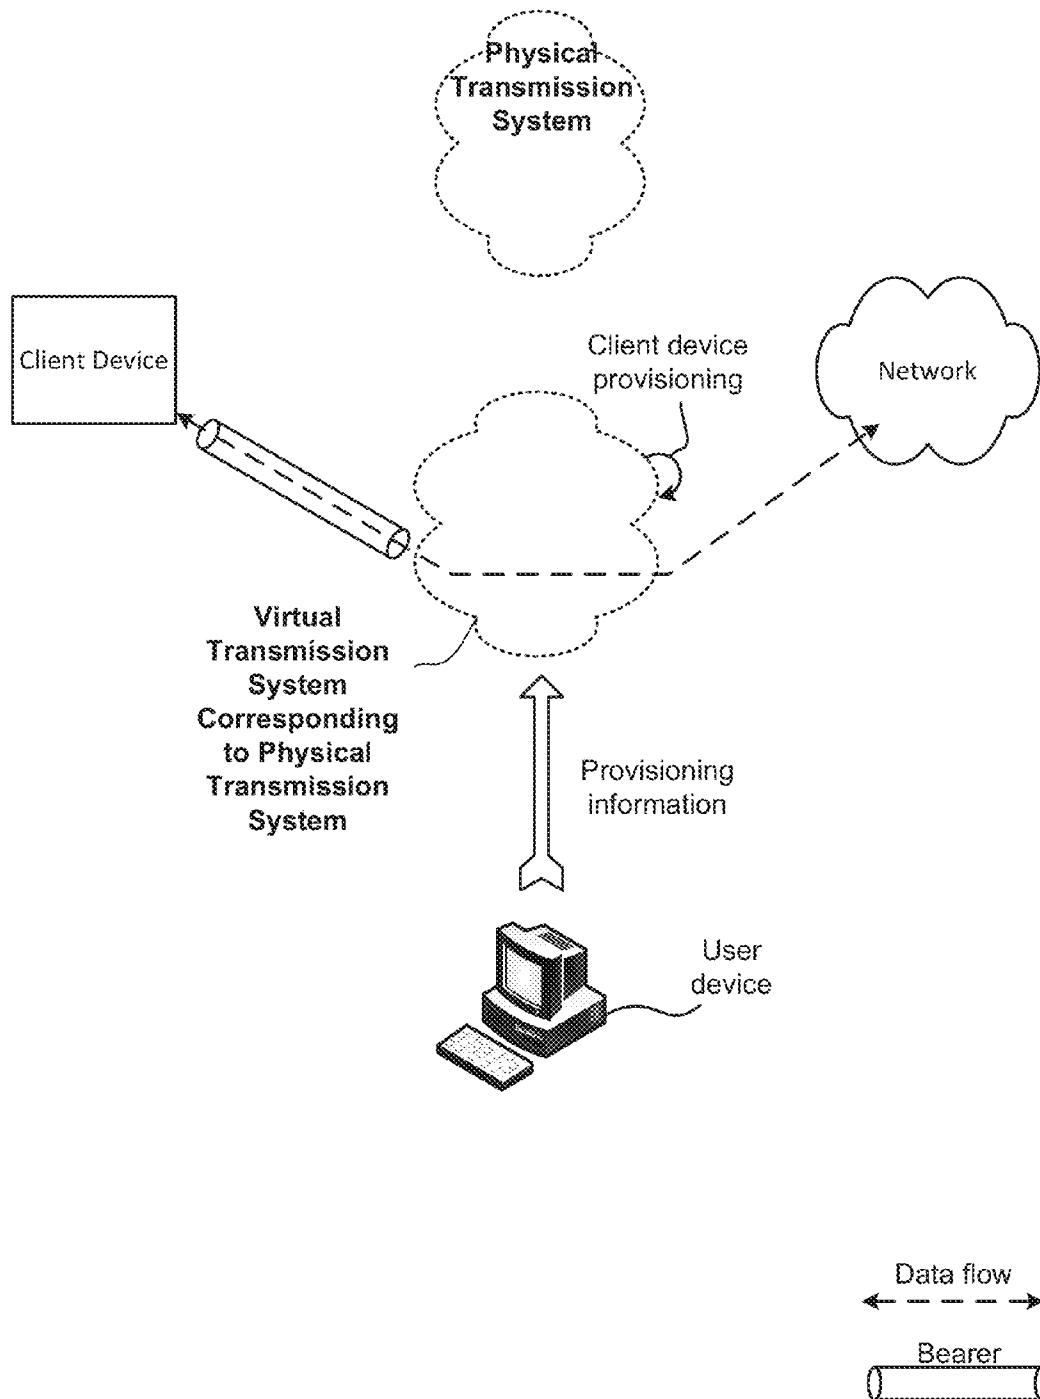 Physical
Transmission
System
Client Device
Client device
provisioning
Network
Virtual
Transmission
System
Corresponding
to Physical
Transmission
System
Provisioning
information
User
device
Data flow
Bearer